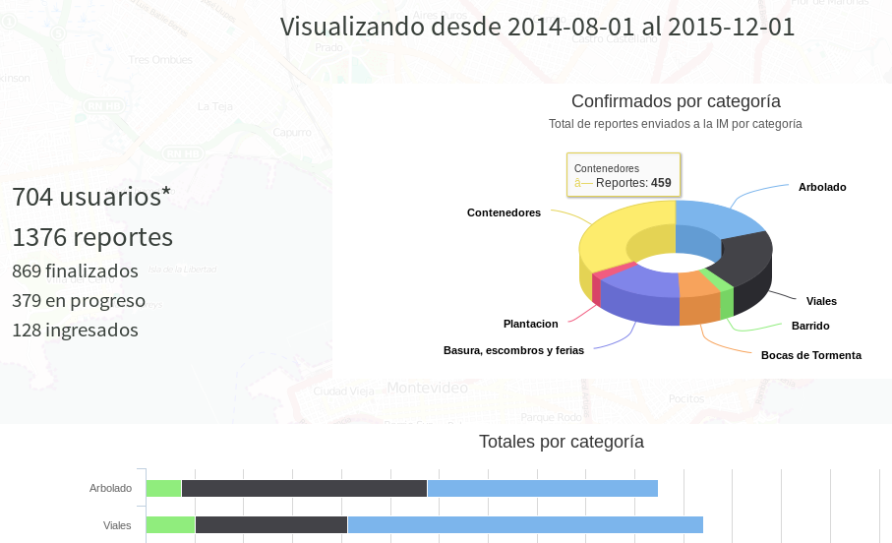 Visualizando desde 2014-08-01 al 2015-12-01
Tres Ombúes
Prado
La Teja
Capurro
Confirmados por categoría
Total de reportes enviados a la IM por categoría
Contenedores
â— Reportes: 459
Arbolado
Contenedores
704 usuarios*
1376 reportes
869 finalizados
379 en progreso
128 ingresados
Viales
Plantacion
Barrido
Basura, escombros y ferias
Bocas de Tormenta
Ciudad Vieja
Montevideo
Pocitos
Parque Rodo
Totales por categoría
Arbolado
Viales